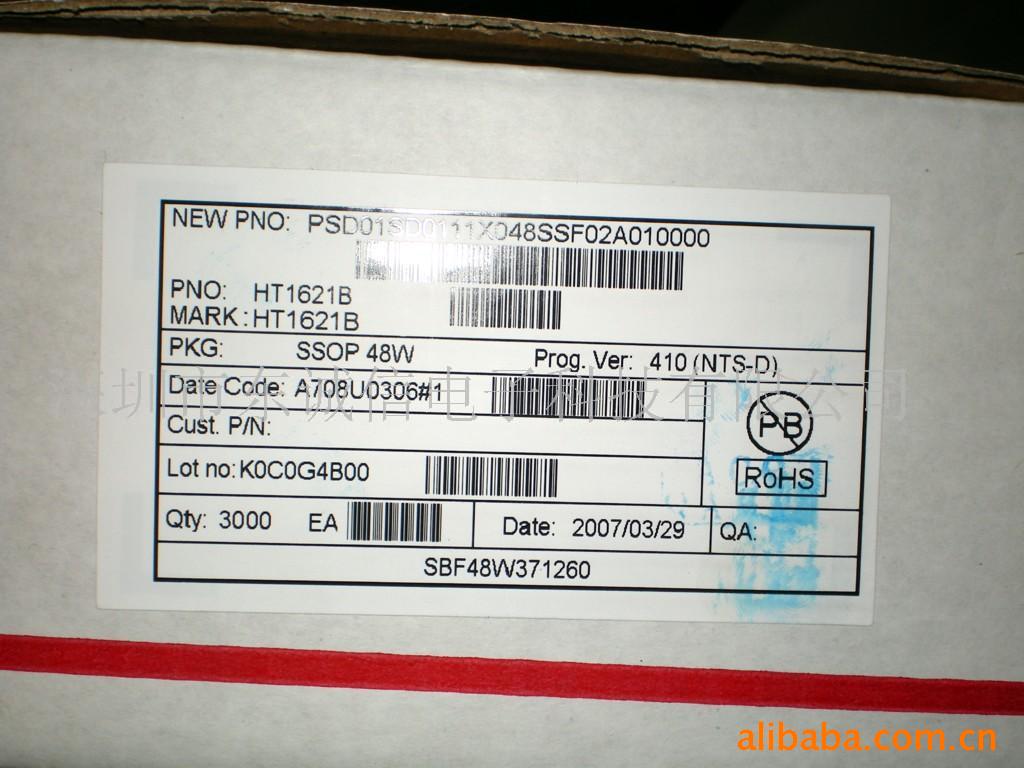 NEW PNO: PSD01SD0111X048SSF02A010000
PNO: HT1621B
MARK:HT1621B
PKG: SSOP 48W Prog. Ver: 410 (NTS-D)
Date Code: A708U0306#1
深圳市东诚信电子科技有限公司
Cust. P/N:
PB
Lot no:K0C0G4B00
RoHS
Qty: 3000 EA
Date: 2007/03/29
QA:
SBF48W371260
alibaba.com.cn